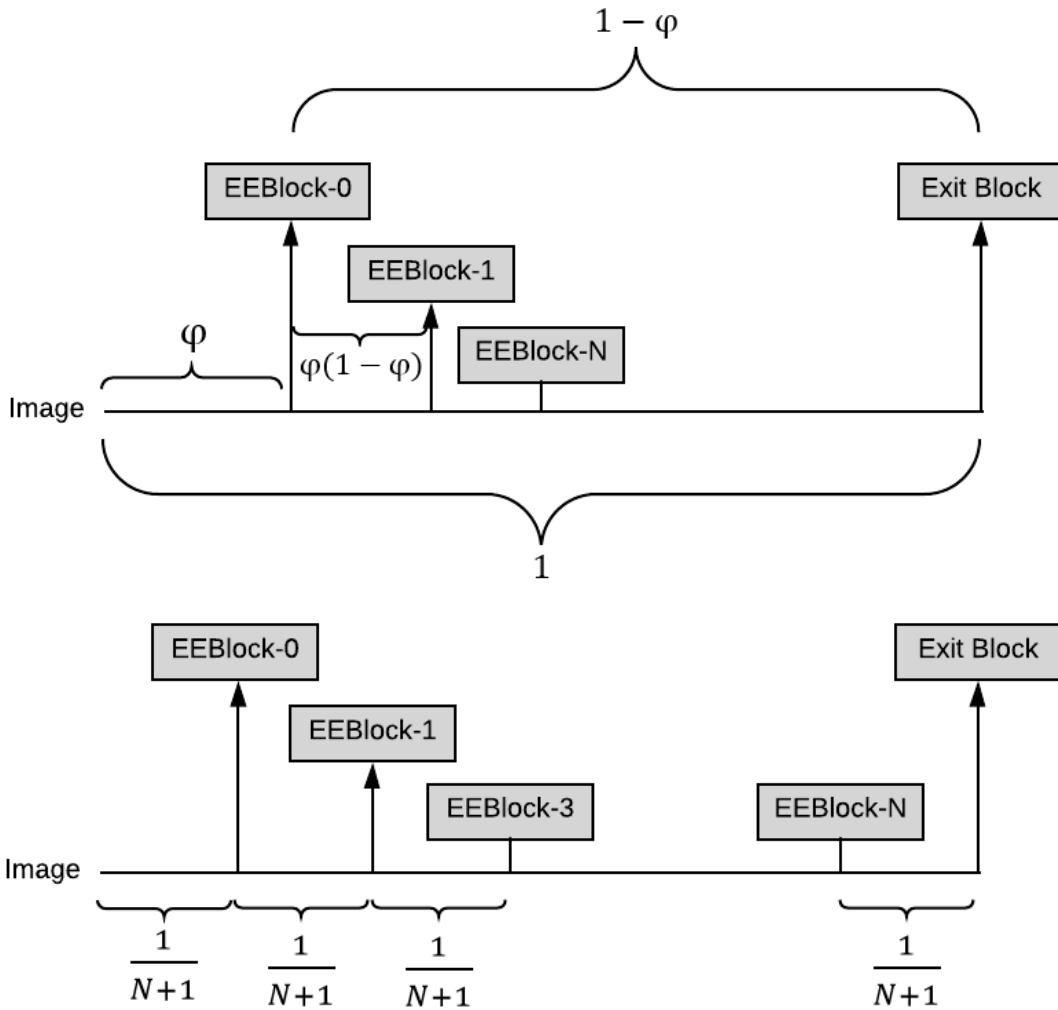 1 − φ
EEBlock-0
Exit Block
EEBlock-1
φ
φ(1 − φ)
EEBlock-N
Image
1
EEBlock-0
Exit Block
EEBlock-1
EEBlock-3
EEBlock-N
Image
1
N+1
1
N+1
1
N+1
1
N+1